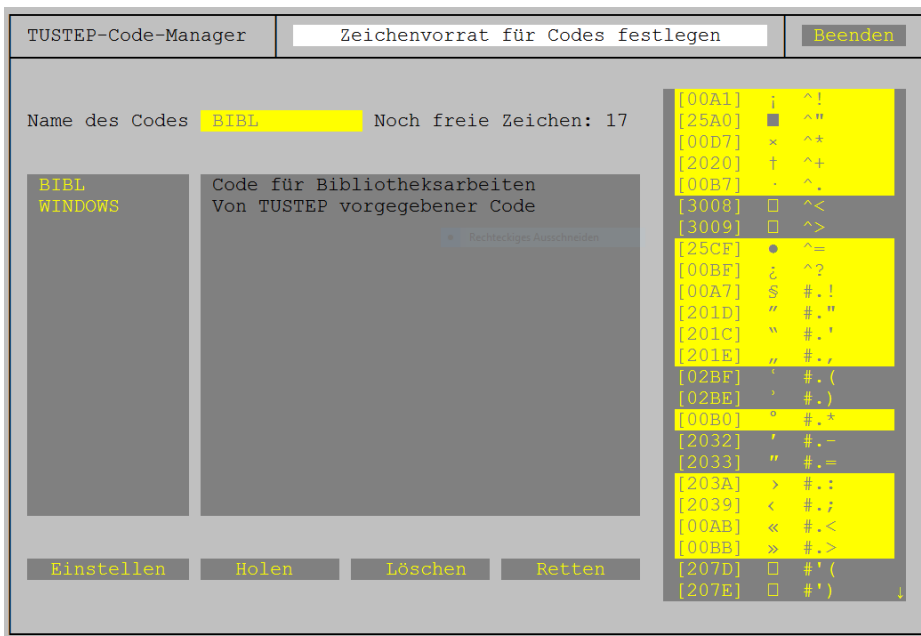 TUSTEP-Code-Manager
Zeichenvorrat für Codes festlegen
Beenden
Name des Codes BIBL Noch freie Zeichen: 17
BIBL Code für Bibliotheksarbeiten
WINDOWS Von TUSTEP vorgegebener Code
Rechteckiges Ausschneiden
Einstellen Holen Löschen Retten
[00A1] ¡ ^!
[25A0] ■ ^"
[00D7] × ^*
[2020] † ^+
[00B7] · ^.
[3008] □ ^<
[3009] □ ^>
[25CF] ● ^=
[00BF] ¿ ^?
[00A7] § #.!
[201D] ” #."
[201C] “ #.'
[201E] „ #.,
[02BF] ʿ #.(
[02BE] ʾ #.)
[00B0] ° #.*
[2032] ′ #.-
[2033] ″ #.=
[203A] › #.:
[2039] ‹ #.;
[00AB] « #.<
[00BB] » #.>
[207D] □ #'(
[207E] □ #') ↓